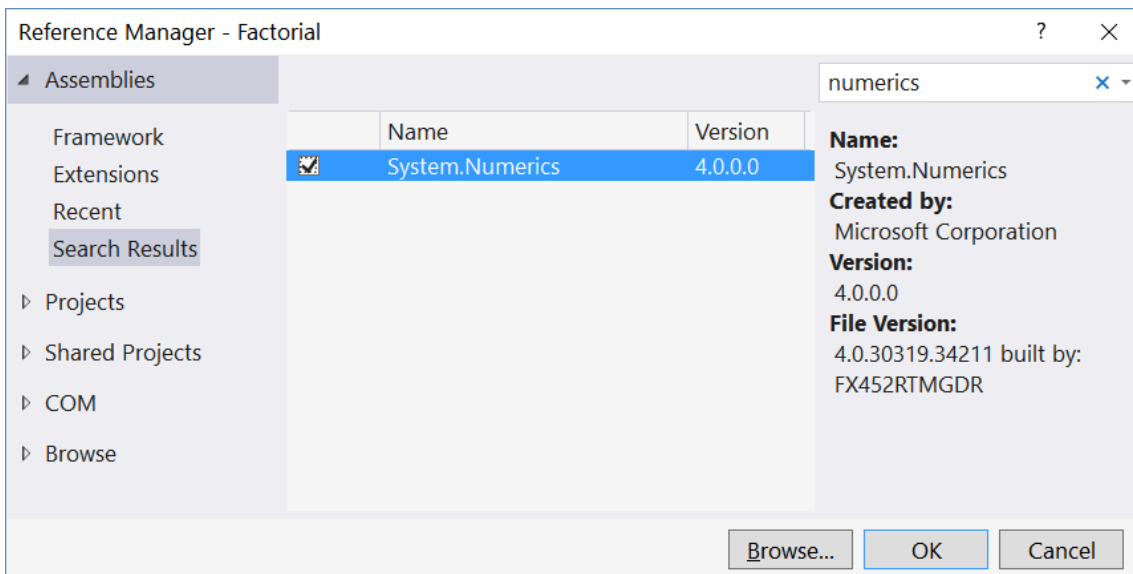 Reference Manager - Factorial
?
Assemblies
numerics
Framework
Extensions
Recent
Search Results
Projects
Shared Projects
COM
Browse
Name Version
System.Numerics 4.0.0.0
Name:
System.Numerics
Created by:
Microsoft Corporation
Version:
4.0.0.0
File Version:
4.0.30319.34211 built by:
FX452RTMGDR
Browse... OK Cancel